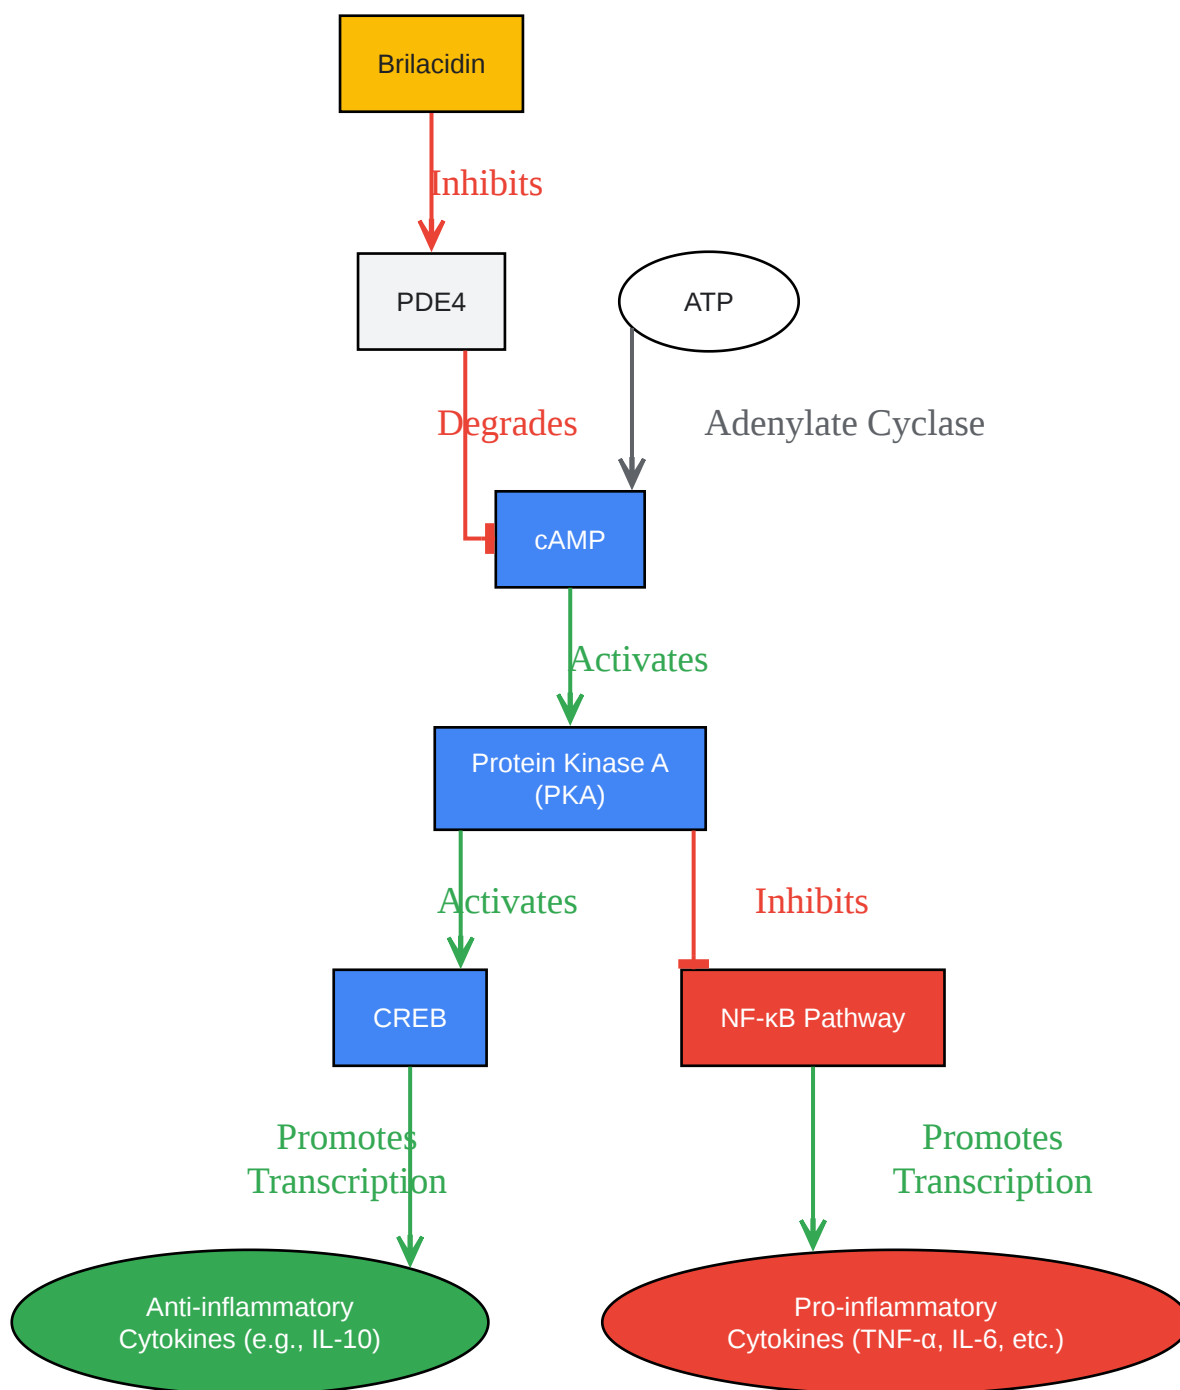 Brilacidin
Inhibits
PDE4
ATP
Degrades
Adenylate Cyclase
cAMP
Activates
Protein Kinase A
(PKA)
Activates
Inhibits
CREB
NF-κB Pathway
Promotes
Transcription
Promotes
Transcription
Anti-inflammatory
Cytokines (e.g., IL-10)
Pro-inflammatory
Cytokines (TNF-α, IL-6, etc.)